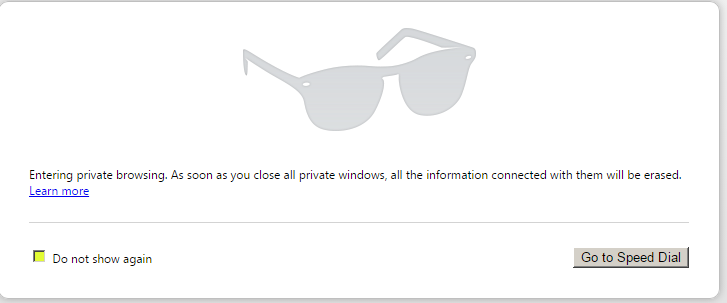 Entering private browsing. As soon as you close all private windows, all the information connected with them will be erased.
Learn more
Do not show again
Go to Speed Dial